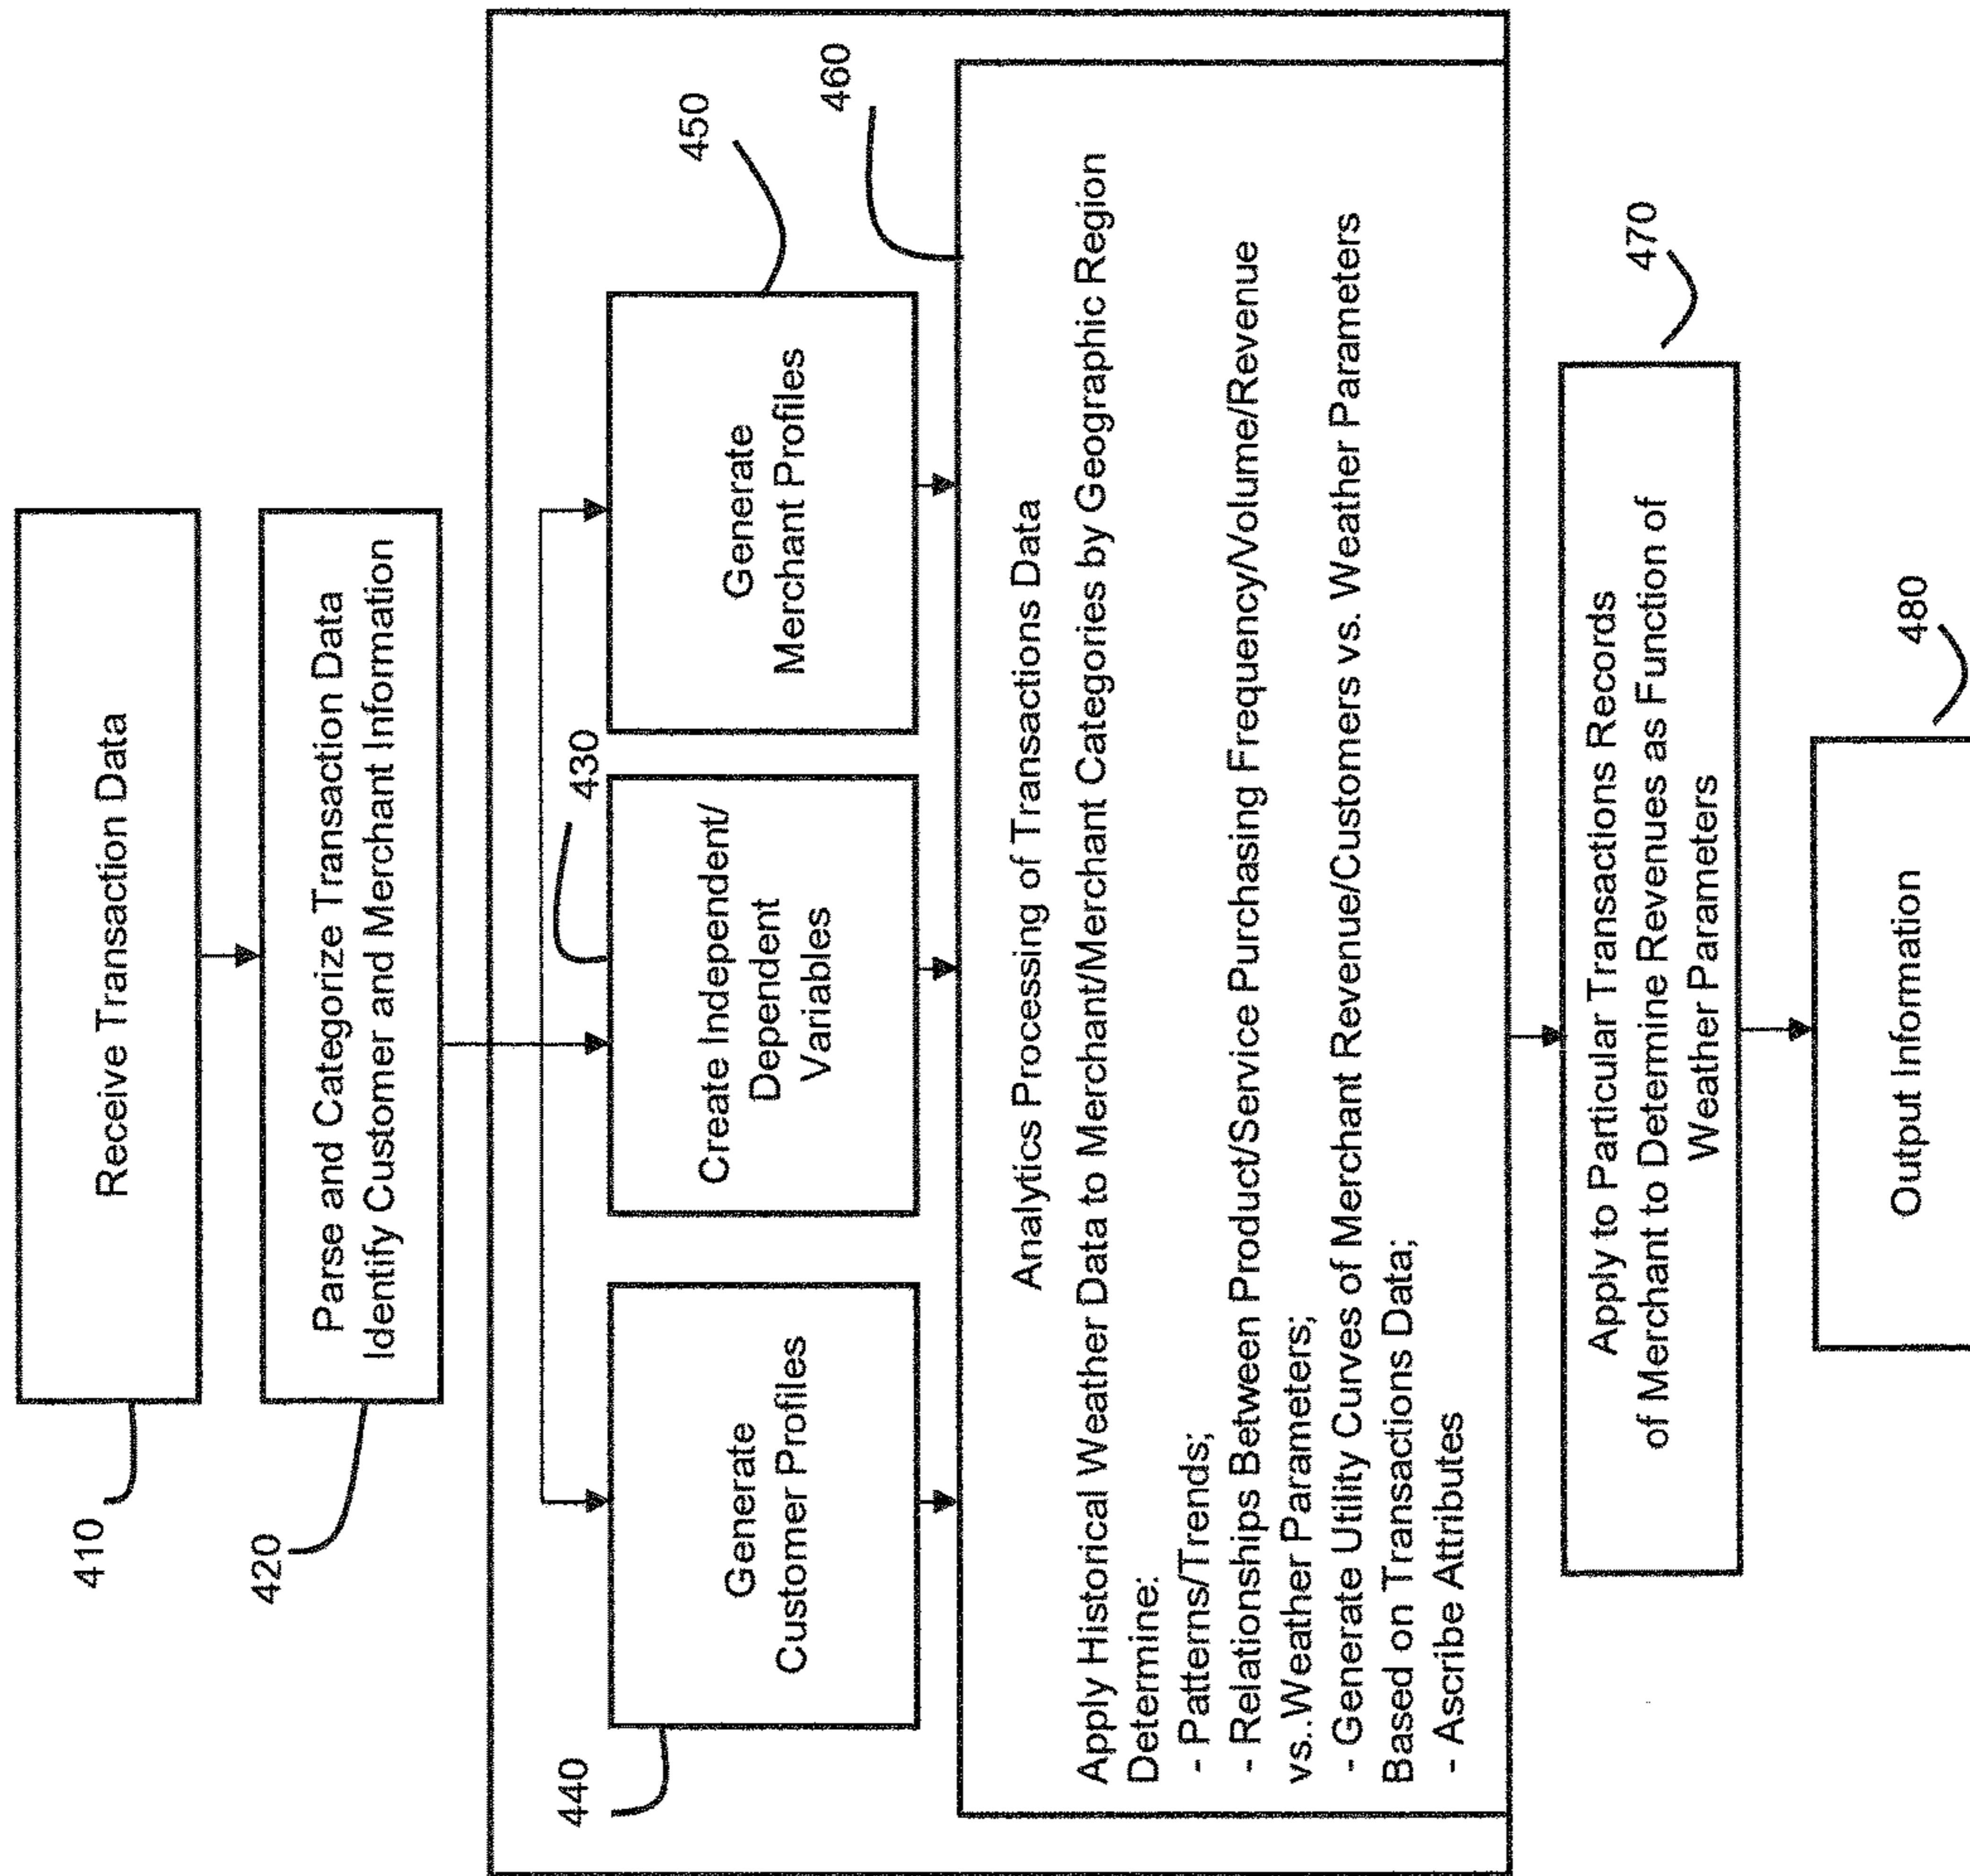 410
Receive Transaction Data
420
Parse and Categorize Transaction Data
Identify Customer and Merchant Information
440
Generate
Customer Profiles
430
Create Independent/
Dependent
Variables
450
Generate
Merchant Profiles
460
Analytics Processing of Transactions Data
Apply Historical Weather Data to Merchant/Merchant Categories by Geographic Region
Determine:
- Patterns/Trends;
- Relationships Between Product/Service Purchasing Frequency/Volume/Revenue
vs..Weather Parameters;
- Generate Utility Curves of Merchant Revenue/Customers vs. Weather Parameters
Based on Transactions Data;
- Ascribe Attributes
470
Apply to Particular Transactions Records
of Merchant to Determine Revenues as Function of
Weather Parameters
480
Output Information